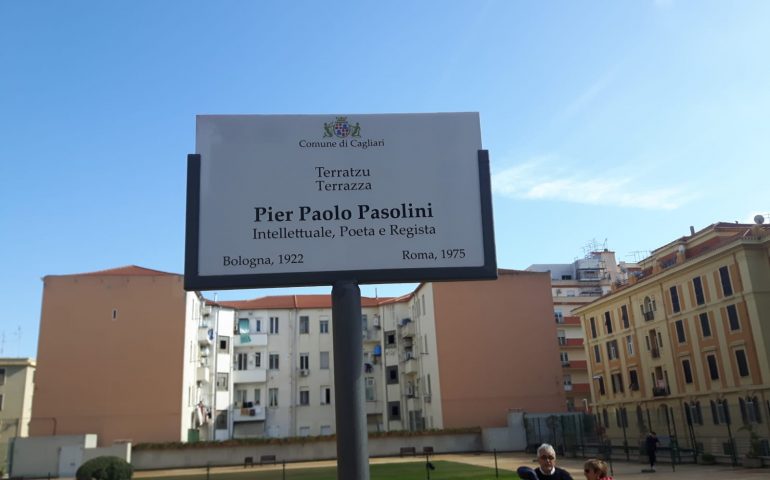 Comune di Cagliari
Terratzu
Terrazza
Pier Paolo Pasolini
Intellettuale, Poeta e Regista
Bologna, 1922 Roma, 1975